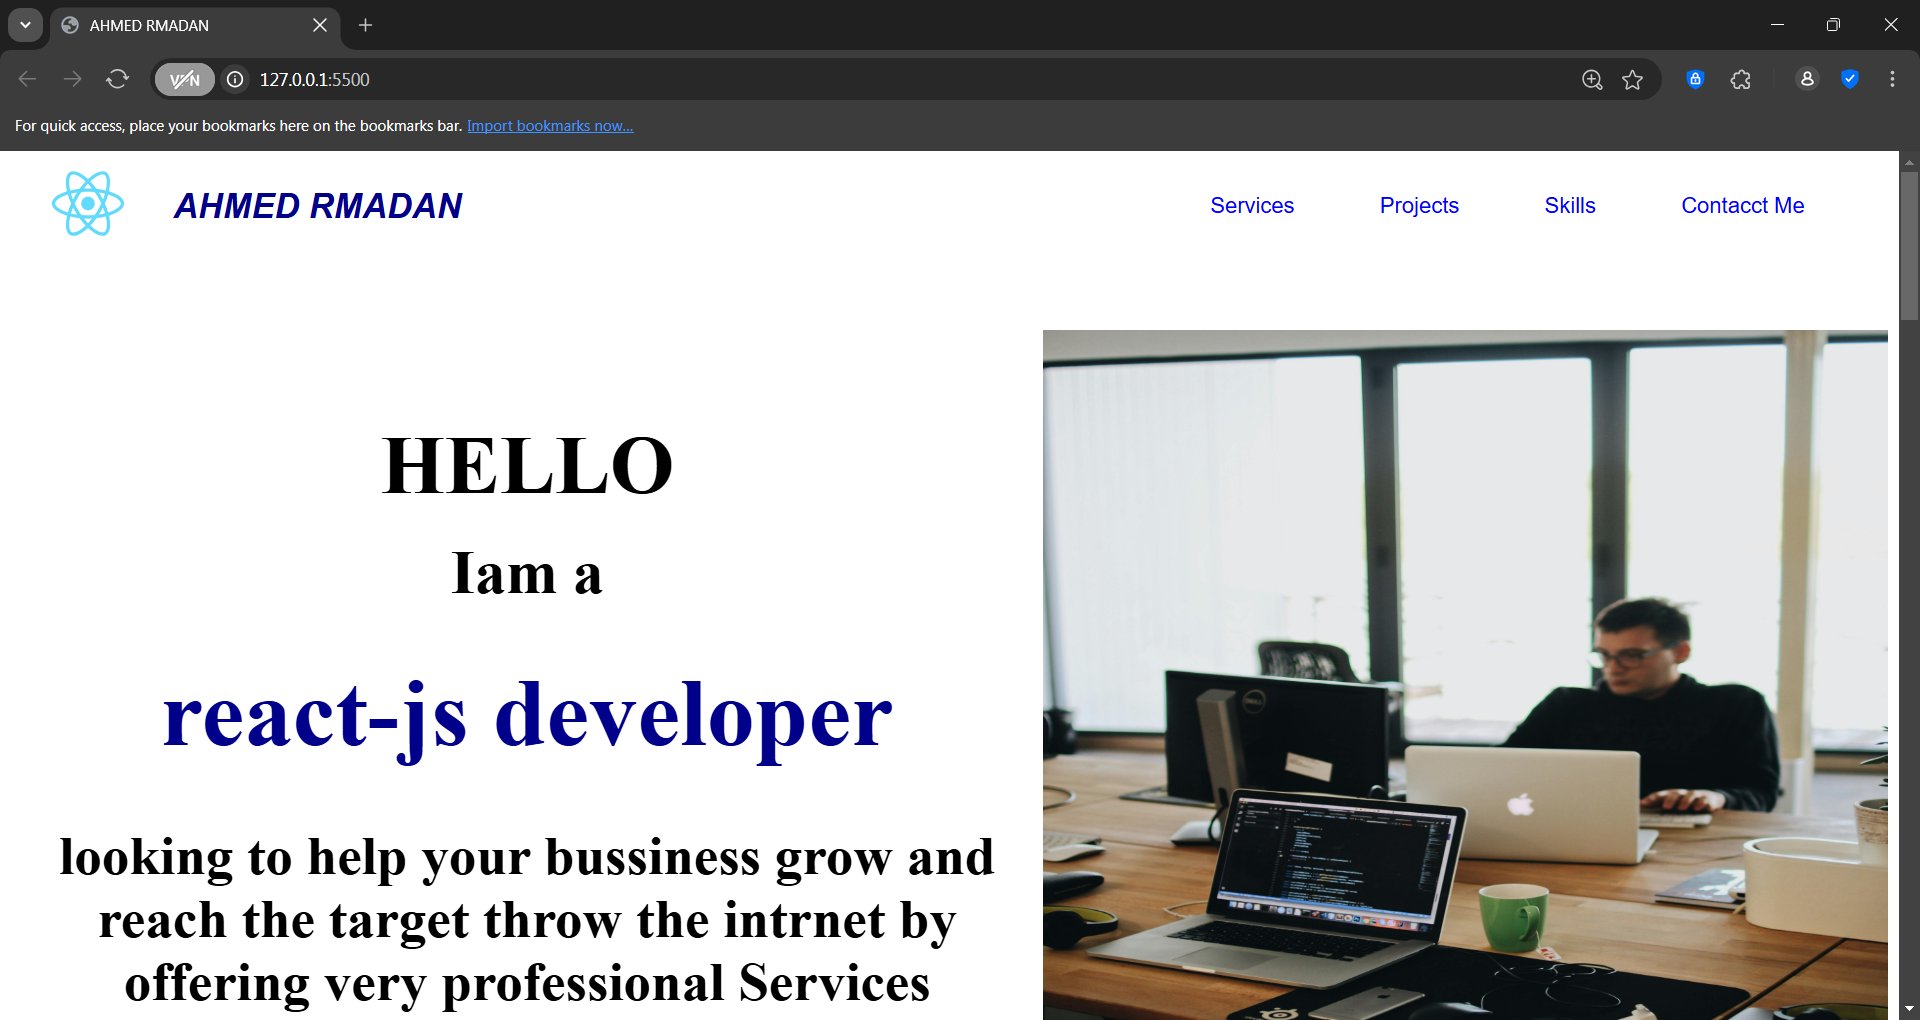 AHMED RMADAN
VPN
127.0.0.1:5500
For quick access, place your bookmarks here on the bookmarks bar. Import bookmarks now...
AHMED RMADAN
Services
Projects
Skills
Contacct Me
HELLO
Iam a
react-js developer
looking to help your bussiness grow and
reach the target throw the intrnet by
offering very professional Services